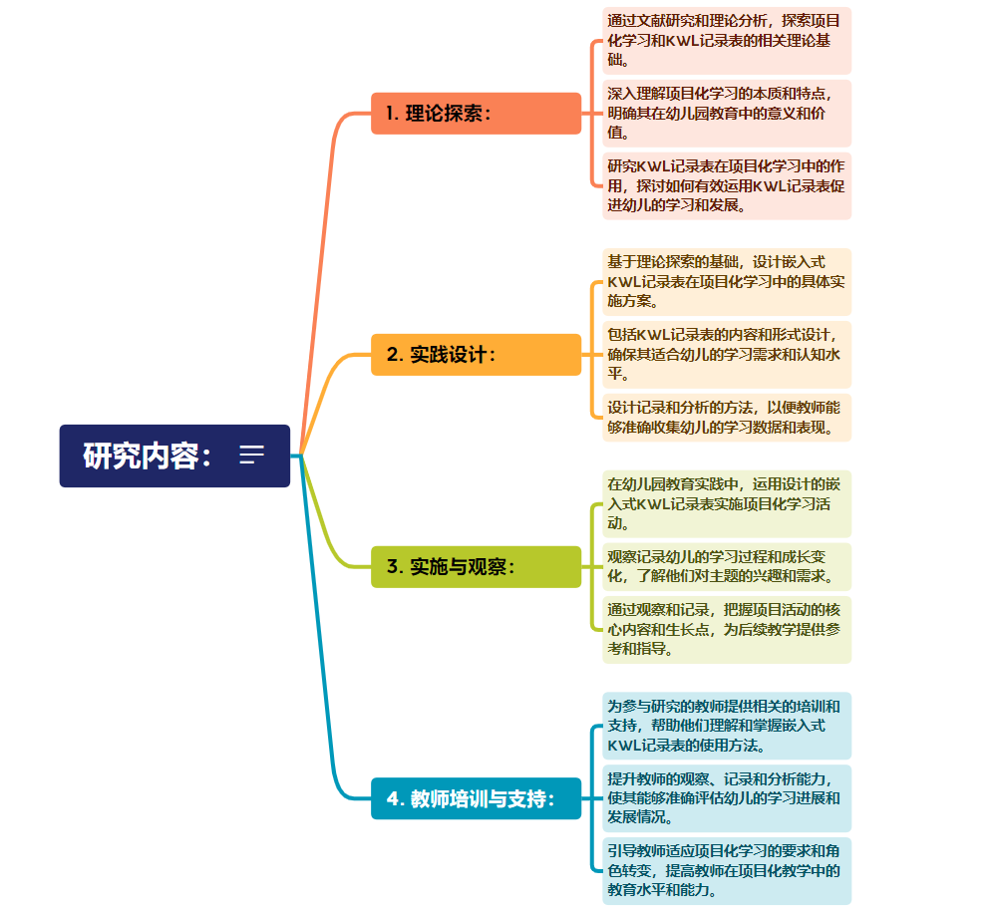 研究内容：
1. 理论探索：
通过文献研究和理论分析，探索项目
化学习和KWL记录表的相关理论基
础。
深入理解项目化学习的本质和特点，
明确其在幼儿园教育中的意义和价
值。
研究KWL记录表在项目化学习中的作
用，探讨如何有效运用KWL记录表促
进幼儿的学习和发展。
2. 实践设计：
基于理论探索的基础，设计嵌入式
KWL记录表在项目化学习中的具体实
施方案。
包括KWL记录表的内容和形式设计，
确保其适合幼儿的学习需求和认知水
平。
设计记录和分析的方法，以便教师能
够准确收集幼儿的学习数据和表现。
3. 实施与观察：
在幼儿园教育实践中，运用设计的嵌
入式KWL记录表实施项目化学习活
动。
观察记录幼儿的学习过程和成长变
化，了解他们对主题的兴趣和需求。
通过观察和记录，把握项目活动的核
心内容和生长点，为后续教学提供参
考和指导。
4. 教师培训与支持：
为参与研究的教师提供相关的培训和
支持，帮助他们理解和掌握嵌入式
KWL记录表的使用方法。
提升教师的观察、记录和分析能力，
使其能够准确评估幼儿的学习进展和
发展情况。
引导教师适应项目化学习的要求和角
色转变，提高教师在项目化教学中的
教育水平和能力。